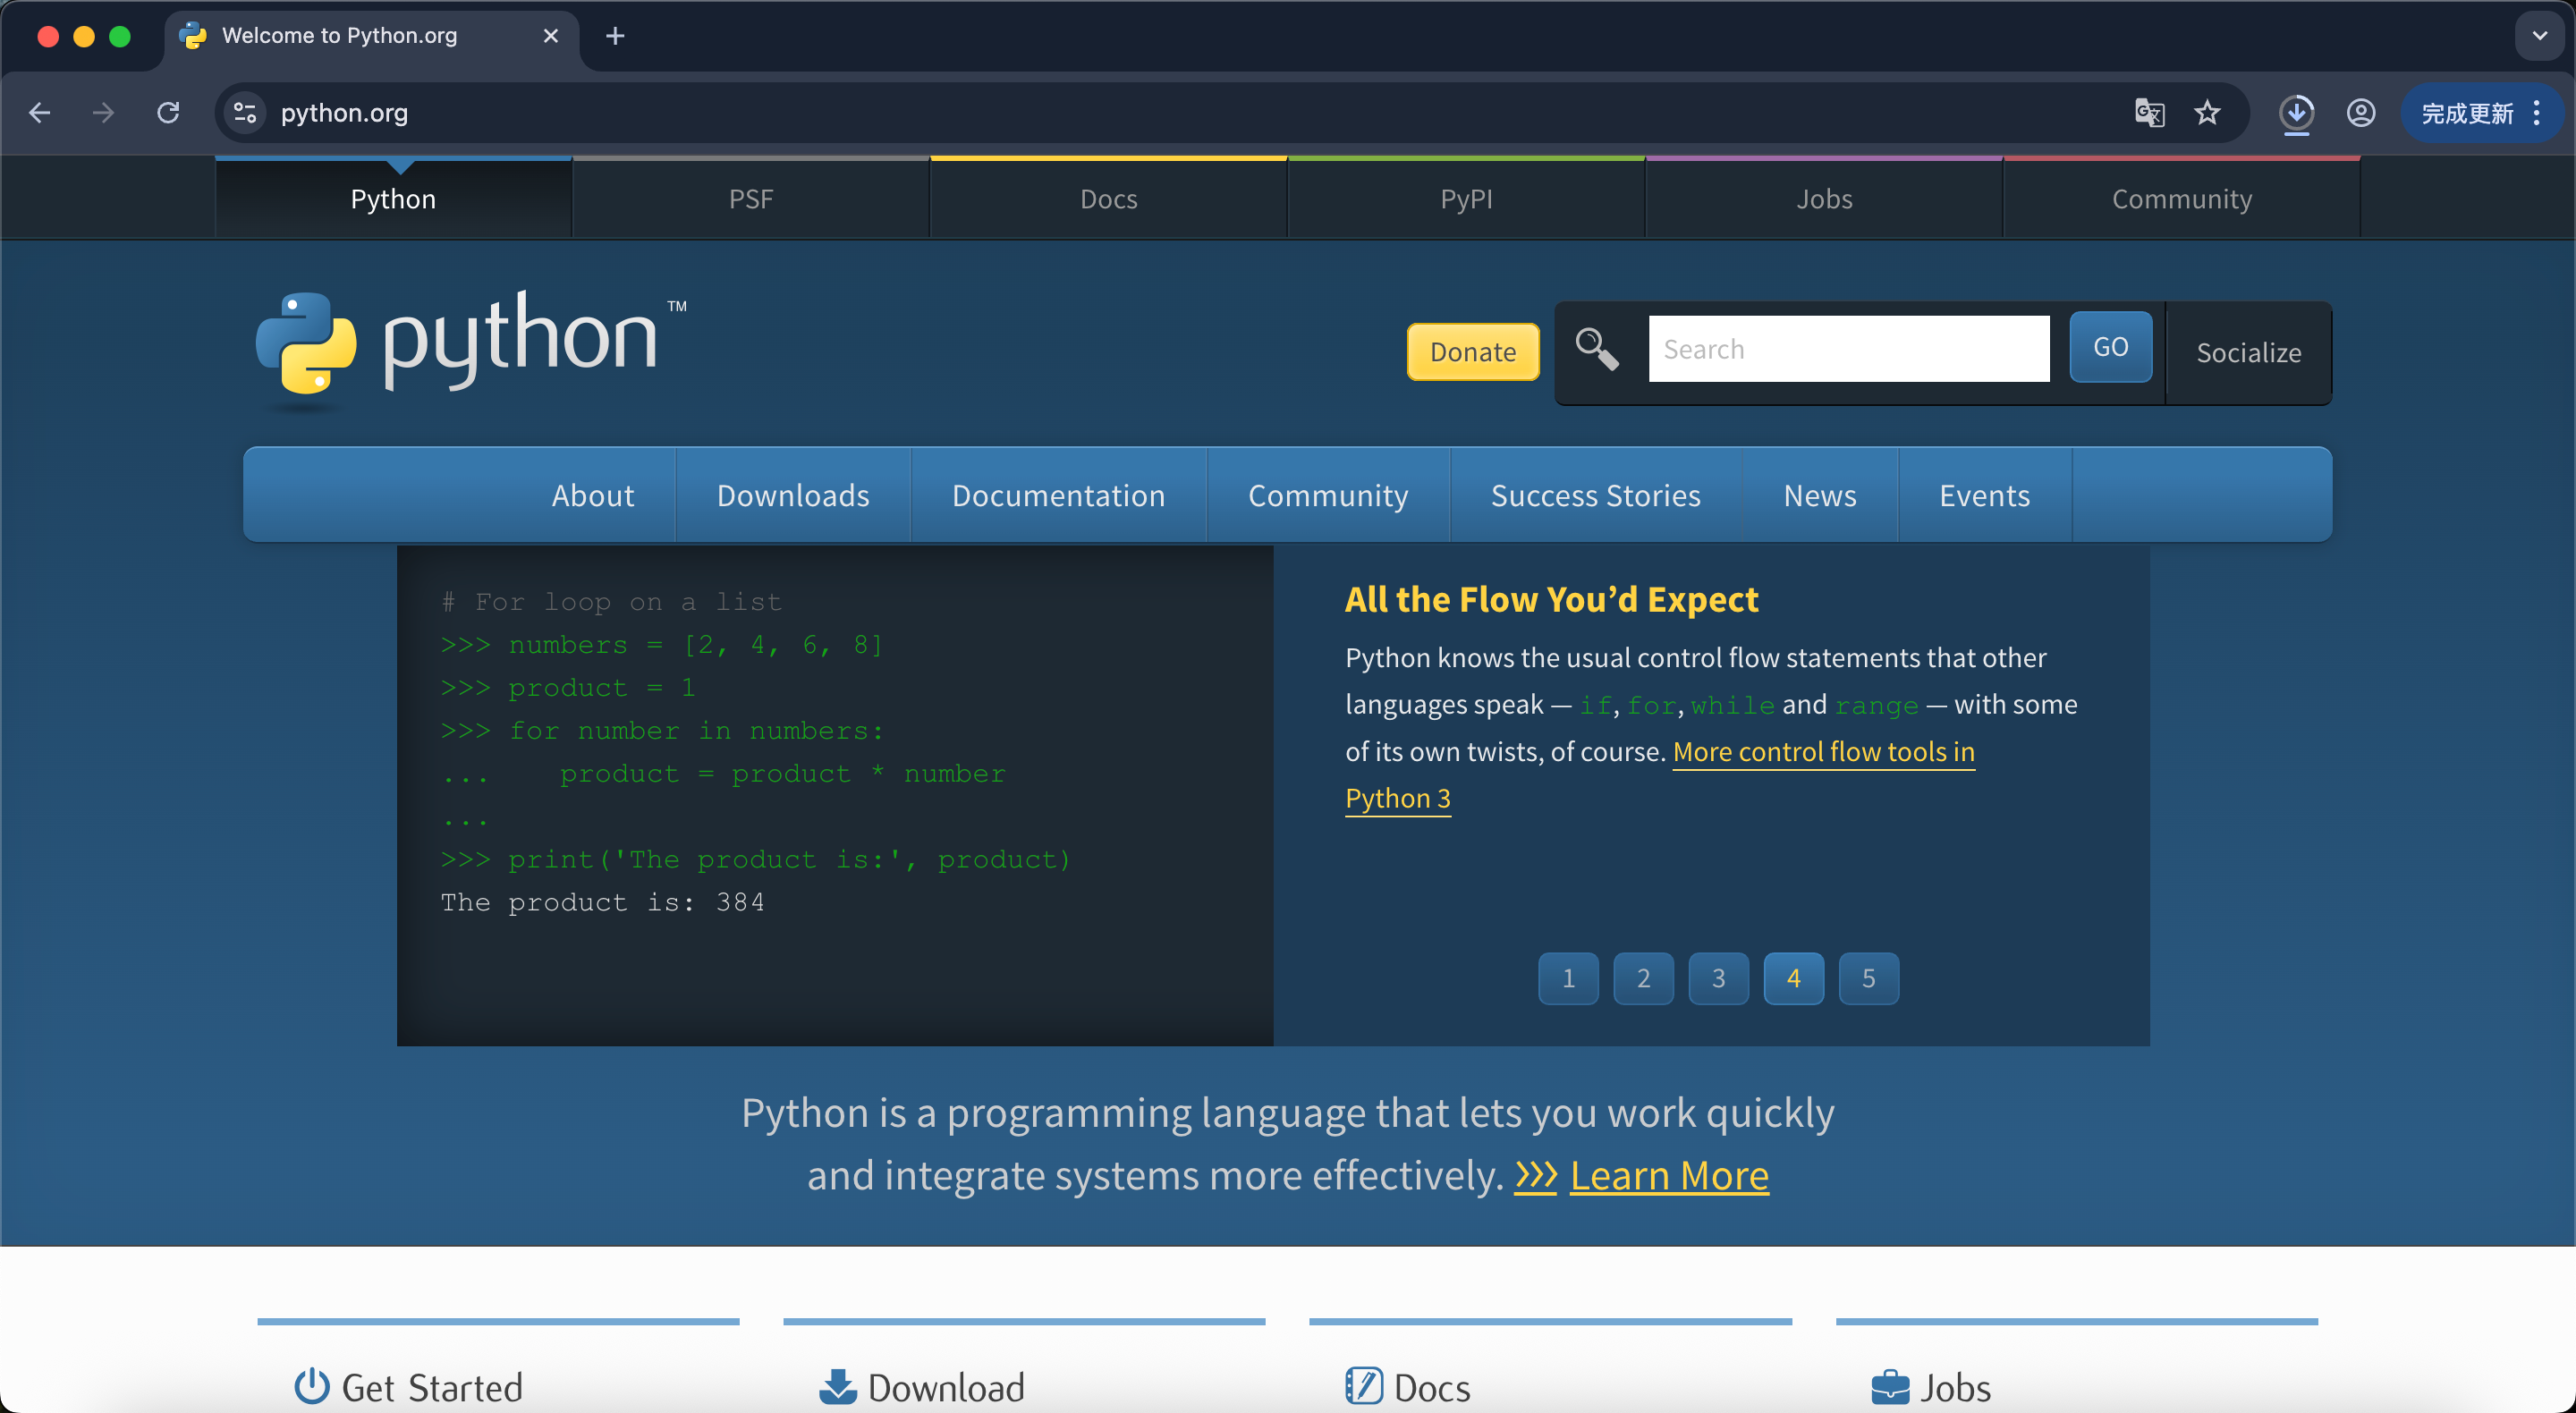 Welcome to Python.org
python.org
完成更新
Python
PSF
Docs
PyPI
Jobs
Community
python™
Donate
Search
GO
Socialize
About
Downloads
Documentation
Community
Success Stories
News
Events
# For loop on a list
>>> numbers = [2, 4, 6, 8]
>>> product = 1
>>> for number in numbers:
...    product = product * number
...
>>> print('The product is:', product)
The product is: 384
All the Flow You’d Expect
Python knows the usual control flow statements that other
languages speak — if, for, while and range — with some
of its own twists, of course. More control flow tools in
Python 3
1
2
3
4
5
Python is a programming language that lets you work quickly
and integrate systems more effectively. >>> Learn More
Get Started
Download
Docs
Jobs